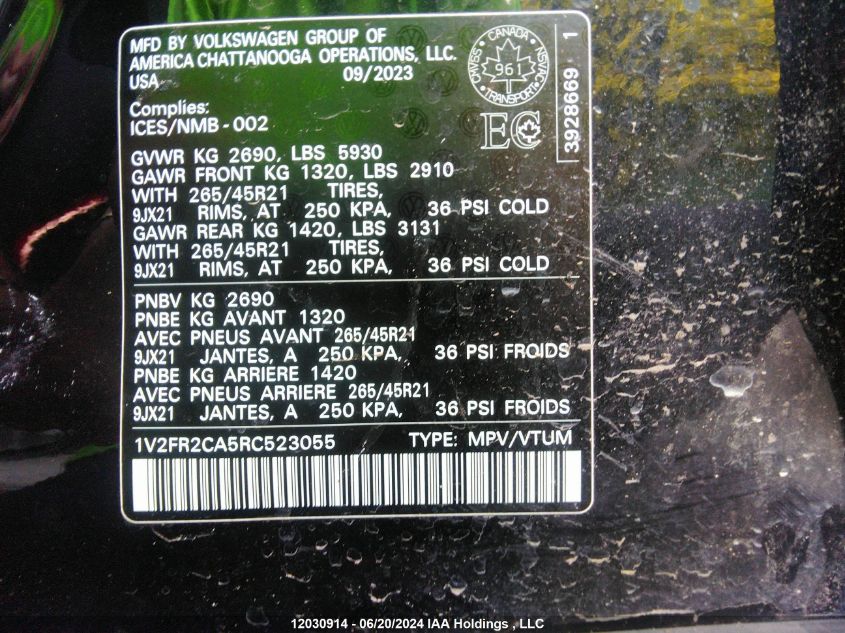 MFD BY VOLKSWAGEN GROUP OF
AMERICA CHATTANOOGA OPERATIONS, LLC.
USA 09/2023
CANADA
NSVAC
TRANSPORT
961
3928669 1
Complies:
ICES/NMB-002
EC
GVWR KG 2690, LBS 5930
GAWR FRONT KG 1320, LBS 2910
WITH 265/45R21 TIRES,
9JX21 RIMS, AT 250 KPA, 36 PSI COLD
GAWR REAR KG 1420, LBS 3131
WITH 265/45R21 TIRES,
9JX21 RIMS, AT 250 KPA, 36 PSI COLD
PNBV KG 2690
PNBE KG AVANT 1320
AVEC PNEUS AVANT 265/45R21
9JX21 JANTES, A 250 KPA, 36 PSI FROIDS
PNBE KG ARRIERE 1420
AVEC PNEUS ARRIERE 265/45R21
9JX21 JANTES, A 250 KPA, 36 PSI FROIDS
1V2FR2CA5RC523055 TYPE: MPV/VTUM
12030914 - 06/20/2024 IAA Holdings , LLC